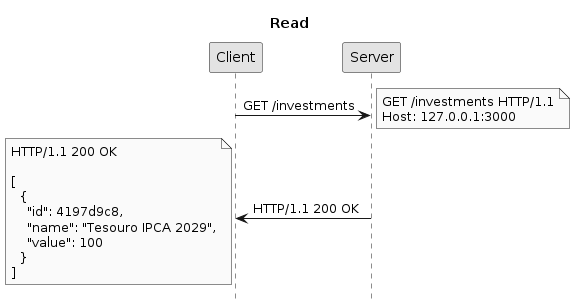 Read
Client
Server
GET /investments
GET /investments HTTP/1.1
Host: 127.0.0.1:3000
HTTP/1.1 200 OK
[
  {
    "id": 4197d9c8,
    "name": "Tesouro IPCA 2029",
    "value": 100
  }
]
HTTP/1.1 200 OK